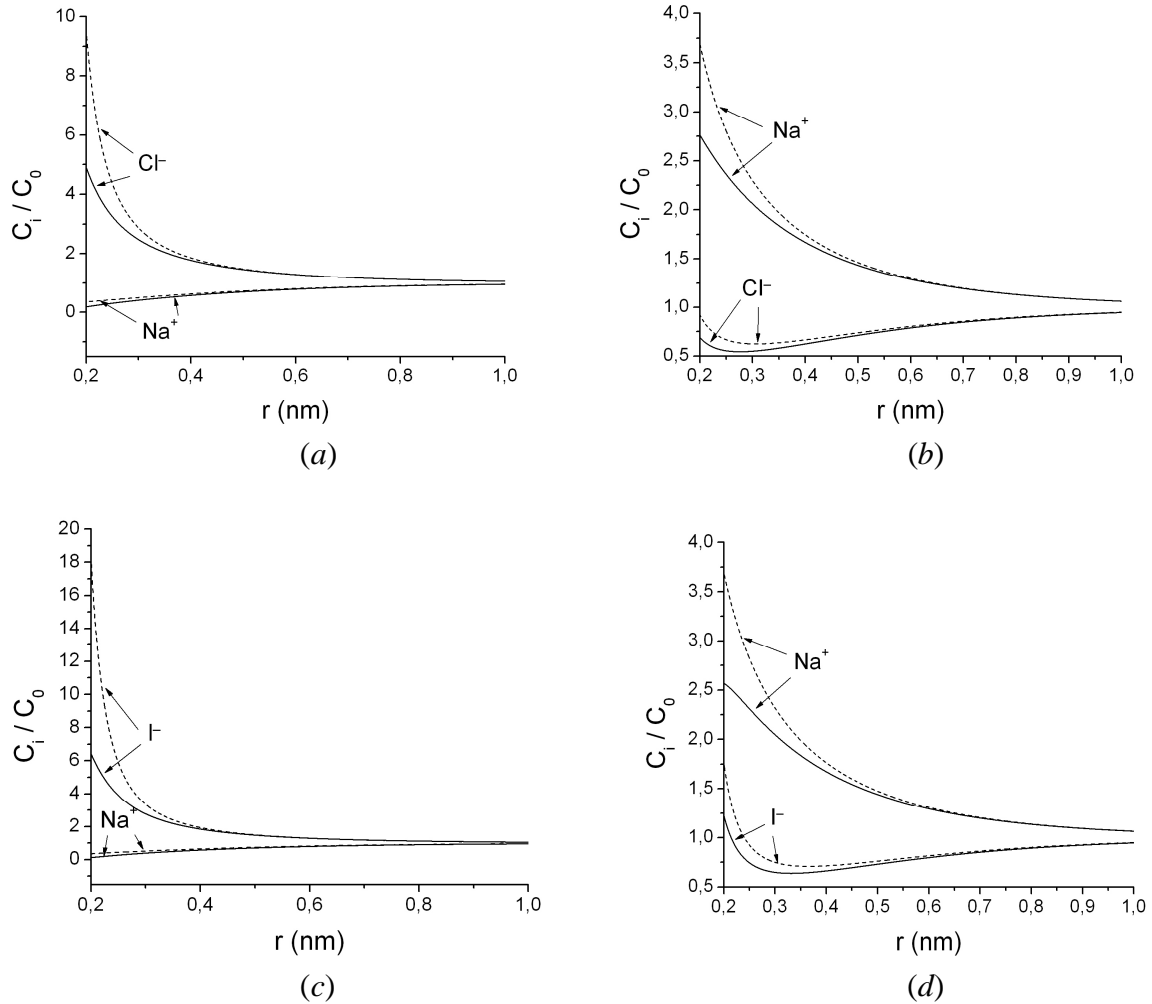 10
8
6
4
2
0
C_i / C_0
Cl⁻
Na⁺
0,2 0,4 0,6 0,8 1,0
r (nm)
(a)
4,0
3,5
3,0
2,5
2,0
1,5
1,0
0,5
C_i / C_0
Na⁺
Cl⁻
0,2 0,3 0,4 0,5 0,6 0,7 0,8 0,9 1,0
r (nm)
(b)
20
18
16
14
12
10
8
6
4
2
0
C_i / C_0
I⁻
Na⁺
0,2 0,4 0,6 0,8 1,0
r (nm)
(c)
4,0
3,5
3,0
2,5
2,0
1,5
1,0
0,5
C_i / C_0
Na⁺
I⁻
0,2 0,3 0,4 0,5 0,6 0,7 0,8 0,9 1,0
r (nm)
(d)